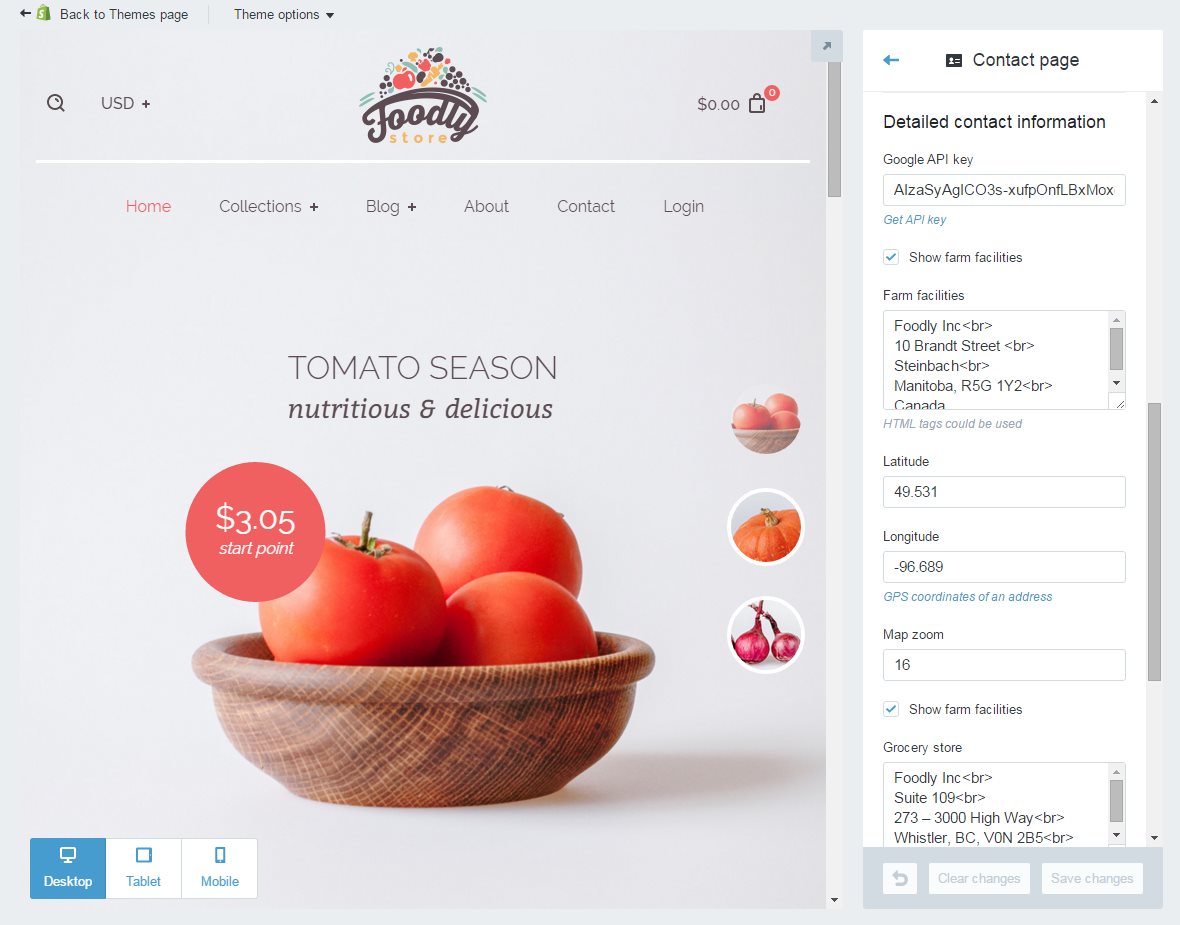 Back to Themes page
Theme options
USD +
Foodly
store
$0.00
0
Home
Collections +
Blog +
About
Contact
Login
TOMATO SEASON
nutritious & delicious
$3.05
start point
Desktop
Tablet
Mobile
Contact page
Detailed contact information
Google API key
Get API key
Show farm facilities
Farm facilities
Foodly Inc<br>
10 Brandt Street <br>
Steinbach<br>
Manitoba, R5G 1Y2<br>
Canada
HTML tags could be used
Latitude
49.531
Longitude
-96.689
GPS coordinates of an address
Map zoom
16
Show farm facilities
Grocery store
Foodly Inc<br>
Suite 109<br>
273 – 3000 High Way<br>
Whistler, BC, V0N 2B5<br>
Clear changes
Save changes